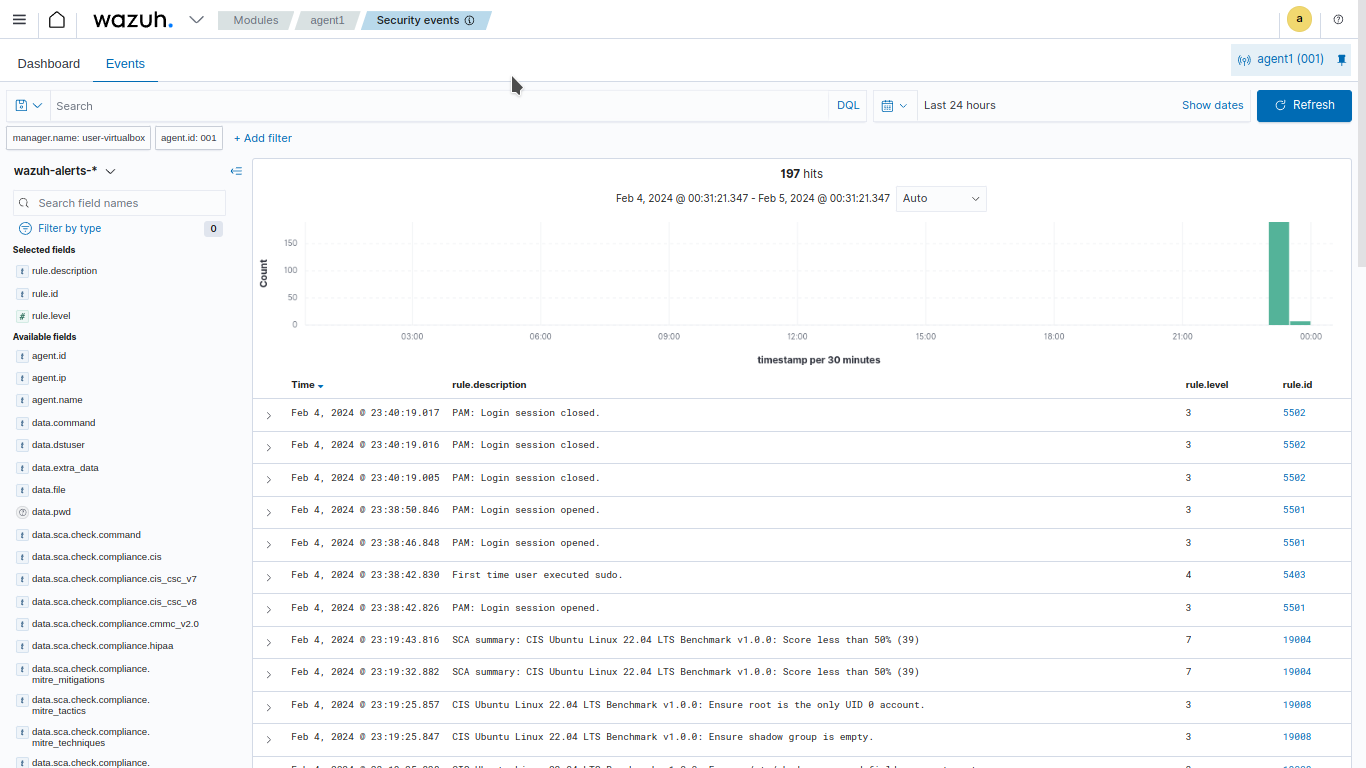 wazuh.
Modules
agent1
Security events
a
Dashboard
Events
agent1 (001)
Search
DQL
Last 24 hours
Show dates
Refresh
manager.name: user-virtualbox
agent.id: 001
+ Add filter
wazuh-alerts-*
Search field names
Filter by type
0
Selected fields
t rule.description
t rule.id
# rule.level
Available fields
t agent.id
t agent.ip
t agent.name
t data.command
t data.dstuser
t data.extra_data
t data.file
data.pwd
t data.sca.check.command
t data.sca.check.compliance.cis
t data.sca.check.compliance.cis_csc_v7
t data.sca.check.compliance.cis_csc_v8
t data.sca.check.compliance.cmmc_v2.0
t data.sca.check.compliance.hipaa
t data.sca.check.compliance.
mitre_mitigations
t data.sca.check.compliance.
mitre_tactics
t data.sca.check.compliance.
mitre_techniques
data.sca.check.compliance.
197 hits
Feb 4, 2024 @ 00:31:21.347 - Feb 5, 2024 @ 00:31:21.347
Auto
Count
150
100
50
0
03:00
06:00
09:00
12:00
15:00
18:00
21:00
00:00
timestamp per 30 minutes
Time rule.description rule.level rule.id
Feb 4, 2024 @ 23:40:19.017 PAM: Login session closed. 3 5502
Feb 4, 2024 @ 23:40:19.016 PAM: Login session closed. 3 5502
Feb 4, 2024 @ 23:40:19.005 PAM: Login session closed. 3 5502
Feb 4, 2024 @ 23:38:50.846 PAM: Login session opened. 3 5501
Feb 4, 2024 @ 23:38:46.848 PAM: Login session opened. 3 5501
Feb 4, 2024 @ 23:38:42.830 First time user executed sudo. 4 5403
Feb 4, 2024 @ 23:38:42.826 PAM: Login session opened. 3 5501
Feb 4, 2024 @ 23:19:43.816 SCA summary: CIS Ubuntu Linux 22.04 LTS Benchmark v1.0.0: Score less than 50% (39) 7 19004
Feb 4, 2024 @ 23:19:32.882 SCA summary: CIS Ubuntu Linux 22.04 LTS Benchmark v1.0.0: Score less than 50% (39) 7 19004
Feb 4, 2024 @ 23:19:25.857 CIS Ubuntu Linux 22.04 LTS Benchmark v1.0.0: Ensure root is the only UID 0 account. 3 19008
Feb 4, 2024 @ 23:19:25.847 CIS Ubuntu Linux 22.04 LTS Benchmark v1.0.0: Ensure shadow group is empty. 3 19008